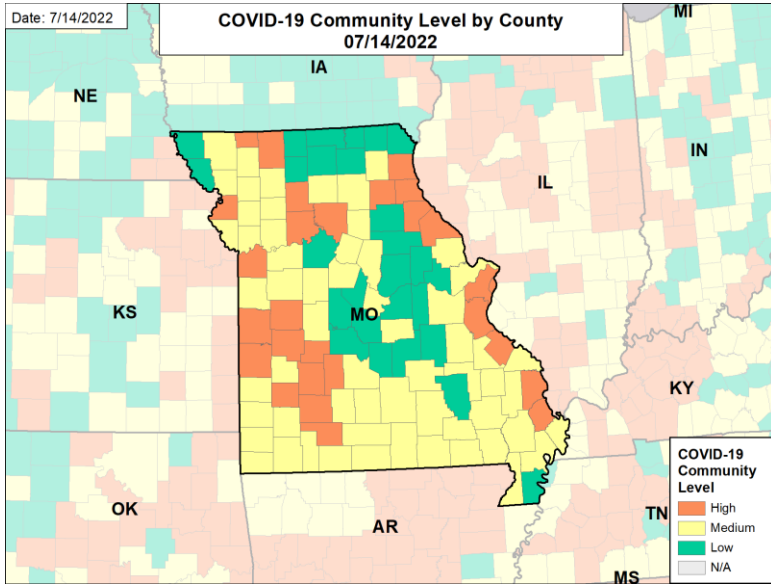 Date: 7/14/2022
COVID-19 Community Level by County
07/14/2022
MI
IA
NE
IN
IL
KS
MO
KY
OK
AR
TN
MS
COVID-19
Community
Level
High
Medium
Low
N/A